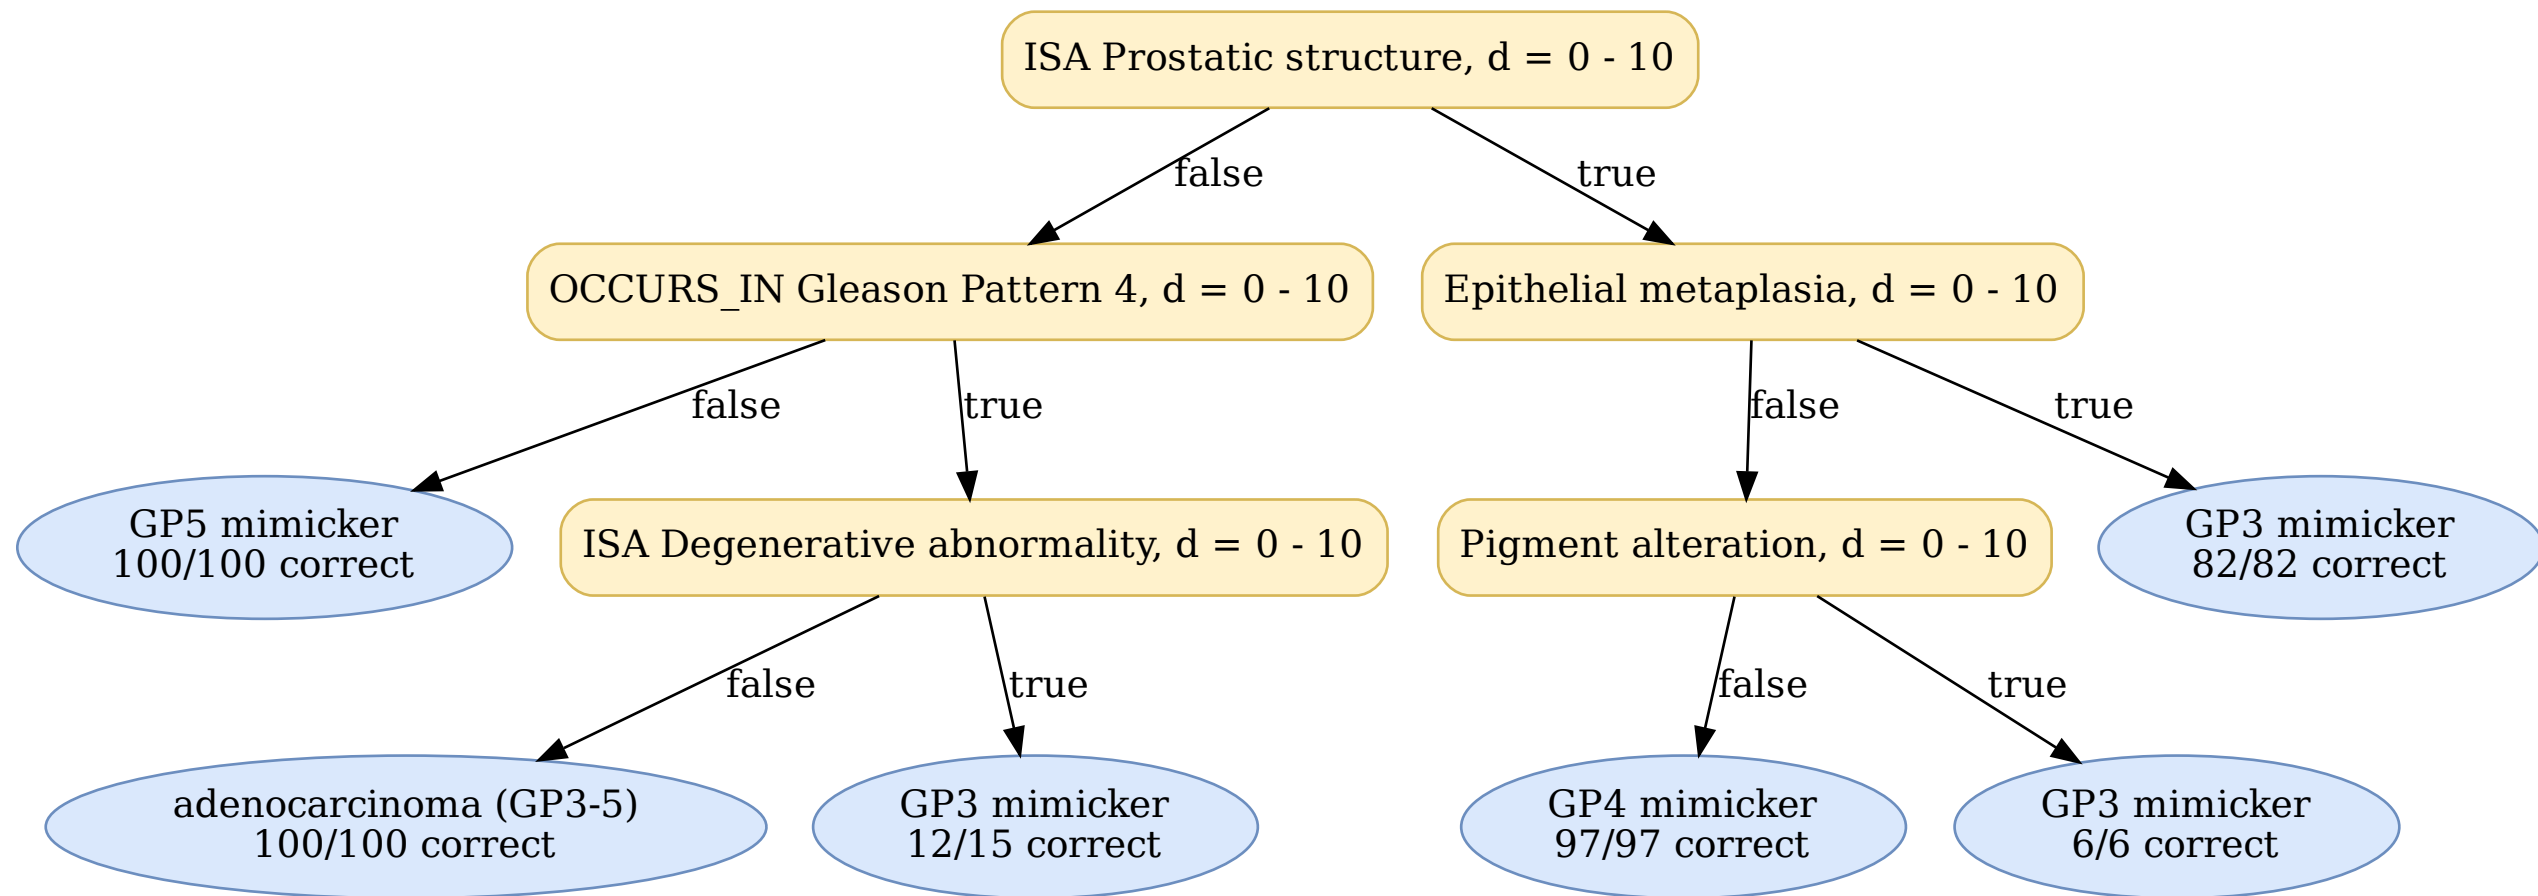 ISA Prostatic structure, d = 0 - 10
false
true
OCCURS_IN Gleason Pattern 4, d = 0 - 10
Epithelial metaplasia, d = 0 - 10
false
true
false
true
GP5 mimicker
100/100 correct
ISA Degenerative abnormality, d = 0 - 10
Pigment alteration, d = 0 - 10
GP3 mimicker
82/82 correct
false
true
false
true
adenocarcinoma (GP3-5)
100/100 correct
GP3 mimicker
12/15 correct
GP4 mimicker
97/97 correct
GP3 mimicker
6/6 correct